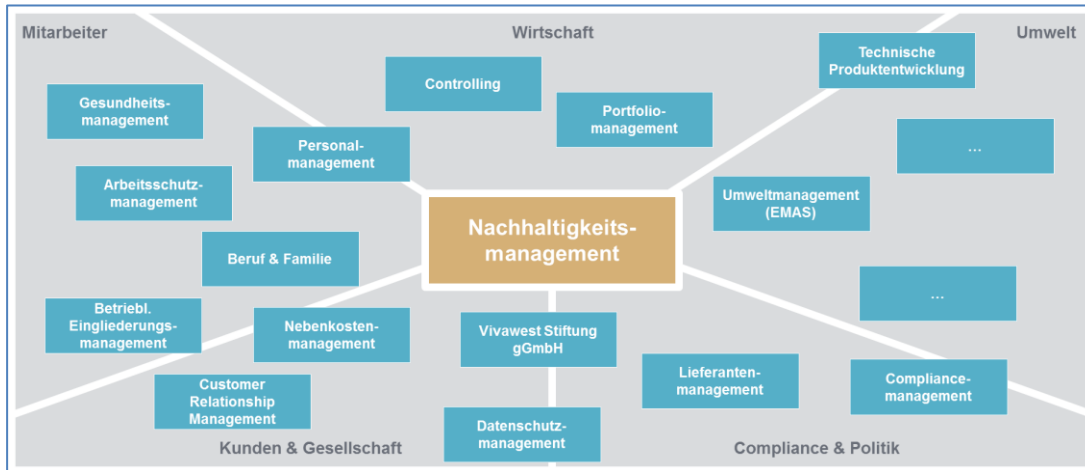 Mitarbeiter
Wirtschaft
Umwelt
Technische
Produktentwicklung
Controlling
Gesundheits-
management
Portfolio-
management
Personal-
management
...
Arbeitsschutz-
management
Umweltmanagement
(EMAS)
Nachhaltigkeits-
management
Beruf & Familie
...
Betriebl.
Eingliederungs-
management
Nebenkosten-
management
Vivawest Stiftung
gGmbH
Lieferanten-
management
Compliance-
management
Customer
Relationship
Management
Datenschutz-
management
Kunden & Gesellschaft
Compliance & Politik